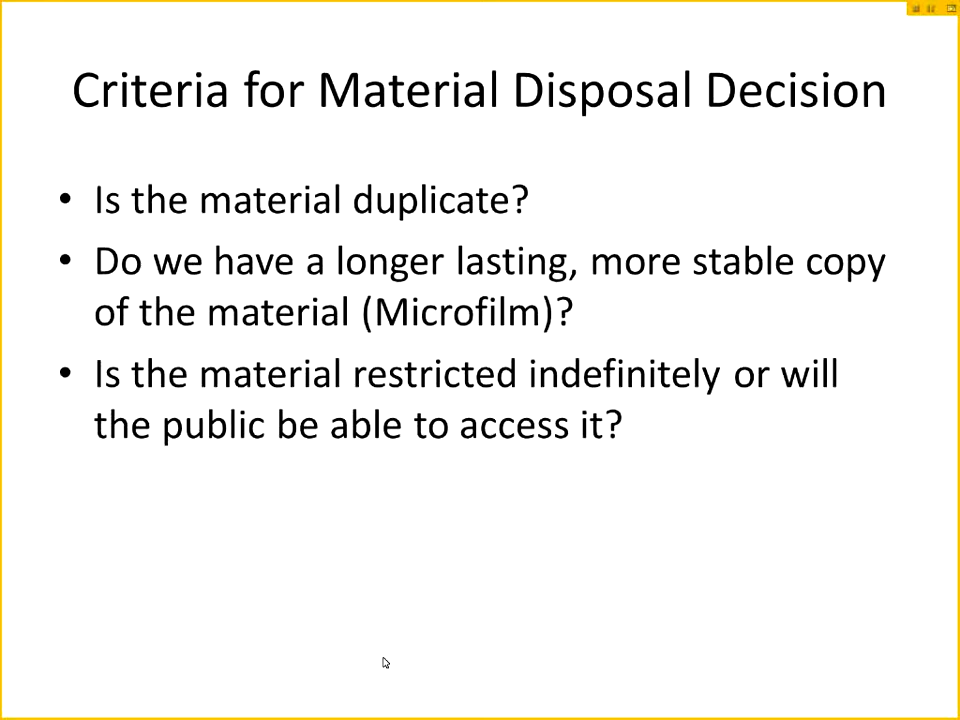 Criteria for Material Disposal Decision
• Is the material duplicate?
• Do we have a longer lasting, more stable copy
of the material (Microfilm)?
• Is the material restricted indefinitely or will
the public be able to access it?